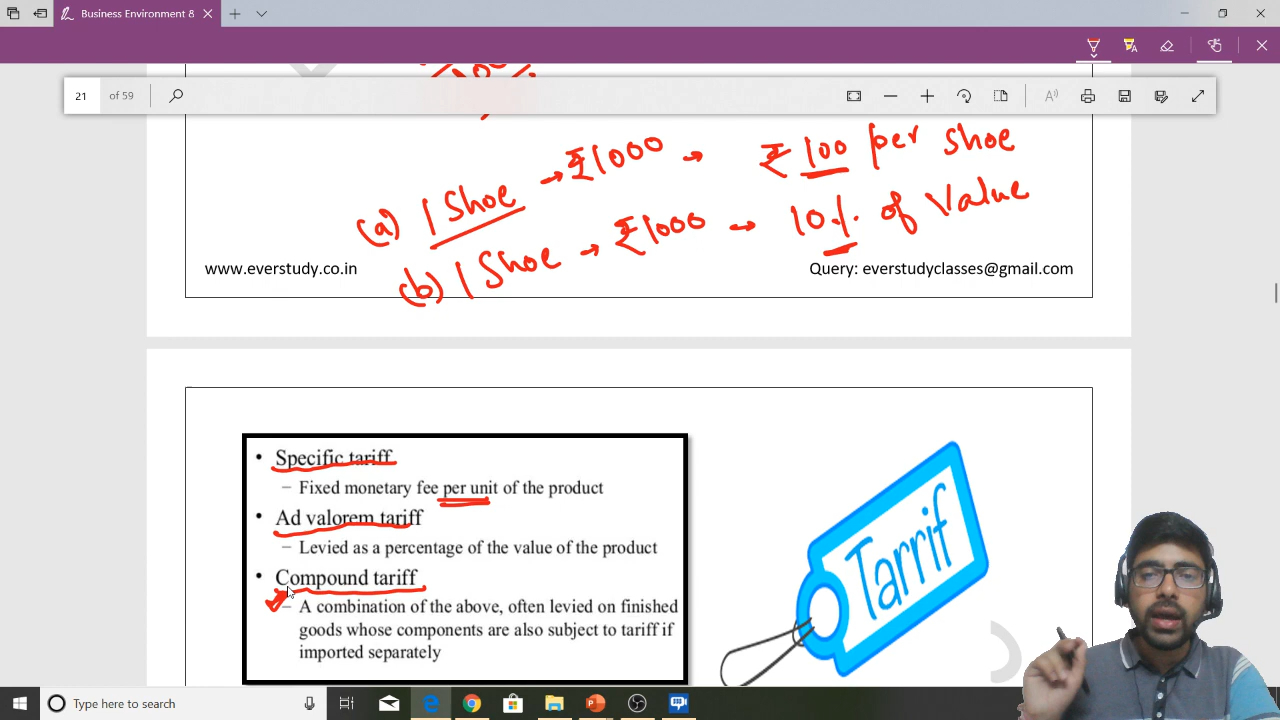 Business Environment 8
21 of 59
(a) 1 Shoe → ₹1000 → ₹100 per Shoe
(b) 1 Shoe → ₹1000 → 10% of Value
www.everstudy.co.in
Query: everstudyclasses@gmail.com
• Specific tariff
– Fixed monetary fee per unit of the product
• Ad valorem tariff
– Levied as a percentage of the value of the product
• Compound tariff
– A combination of the above, often levied on finished
goods whose components are also subject to tariff if
imported separately
Tarrif
Type here to search